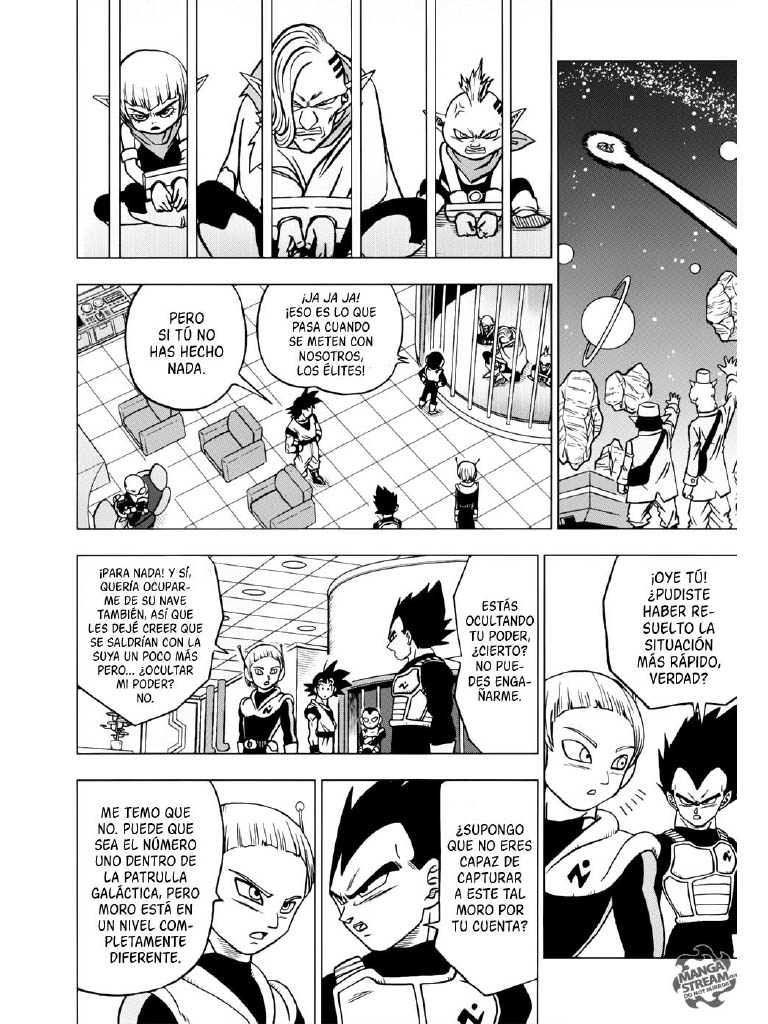 ¡JA JA JA!
¡ESO ES LO QUE
PASA CUANDO
SE METEN CON
NOSOTROS,
LOS ÉLITES!
PERO
SI TÚ NO
HAS HECHO
NADA.
¡OYE TÚ!
¿PUDISTE
HABER RE-
SUELTO LA
SITUACIÓN
MÁS RÁPIDO,
VERDAD?
ESTÁS
OCULTANDO
TU PODER,
¿CIERTO?
NO PUE-
DES ENGA-
ÑARME.
¡PARA NADA! Y SÍ,
QUERÍA OCUPAR-
ME DE SU NAVE
TAMBIÉN, ASÍ QUE
LES DEJÉ CREER QUE
SE SALDRÍAN CON LA
SUYA UN POCO MÁS
PERO... ¿OCULTAR
MI PODER?
NO.
¿SUPONGO
QUE NO ERES
CAPAZ DE
CAPTURAR
A ESTE TAL
MORO POR
TU CUENTA?
ME TEMO QUE
NO. PUEDE QUE
SEA EL NÚMERO
UNO DENTRO DE
LA PATRULLA
GALÁCTICA, PERO
MORO ESTÁ EN
UN NIVEL COM-
PLETAMENTE
DIFERENTE.
MANGA
STREAM
DO NOT MIRROR